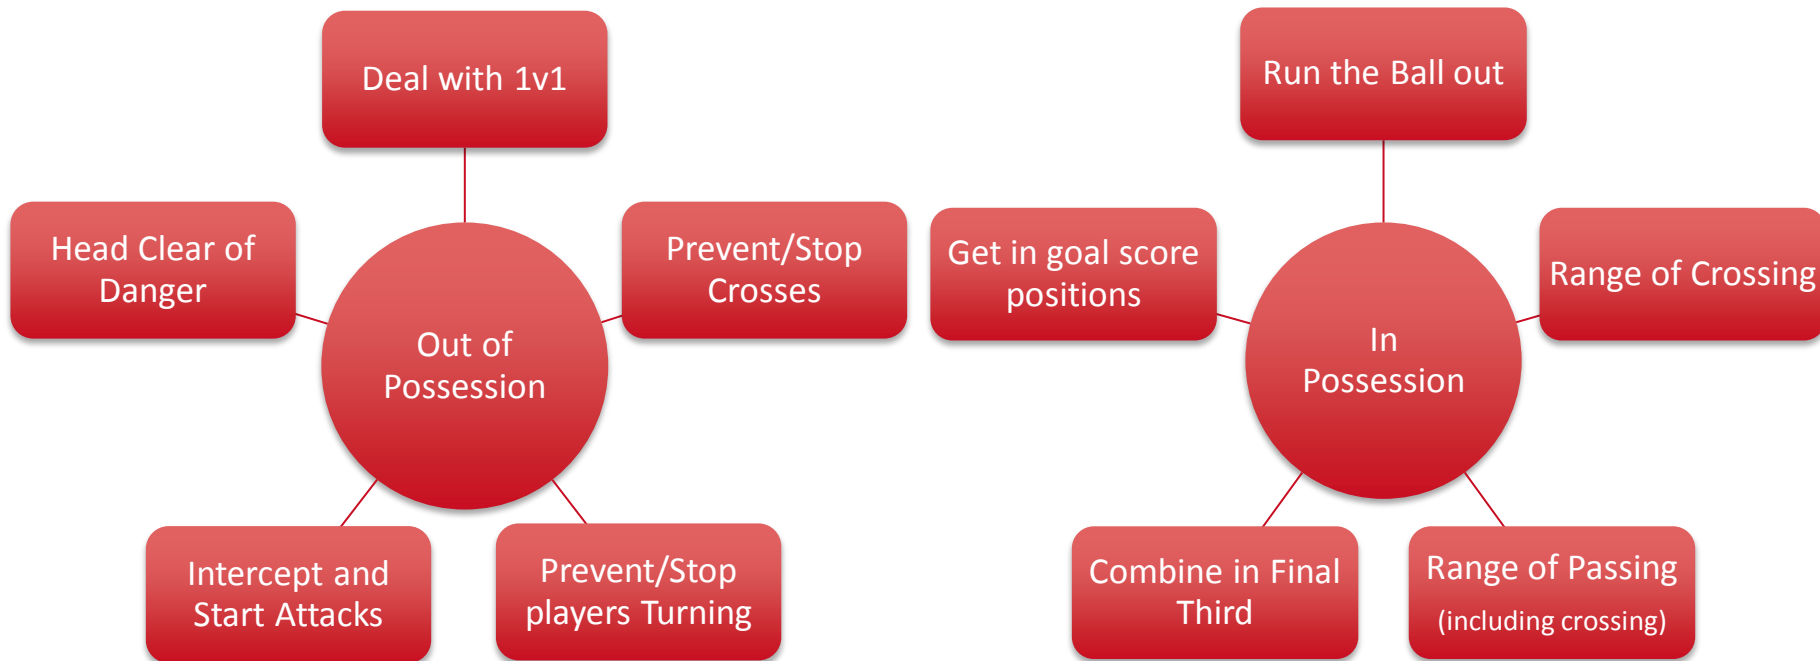 Deal with 1v1
Head Clear of
Danger
Prevent/Stop
Crosses
Out of
Possession
Intercept and
Start Attacks
Prevent/Stop
players Turning
Run the Ball out
Get in goal score
positions
Range of Crossing
In
Possession
Combine in Final
Third
Range of Passing
(including crossing)